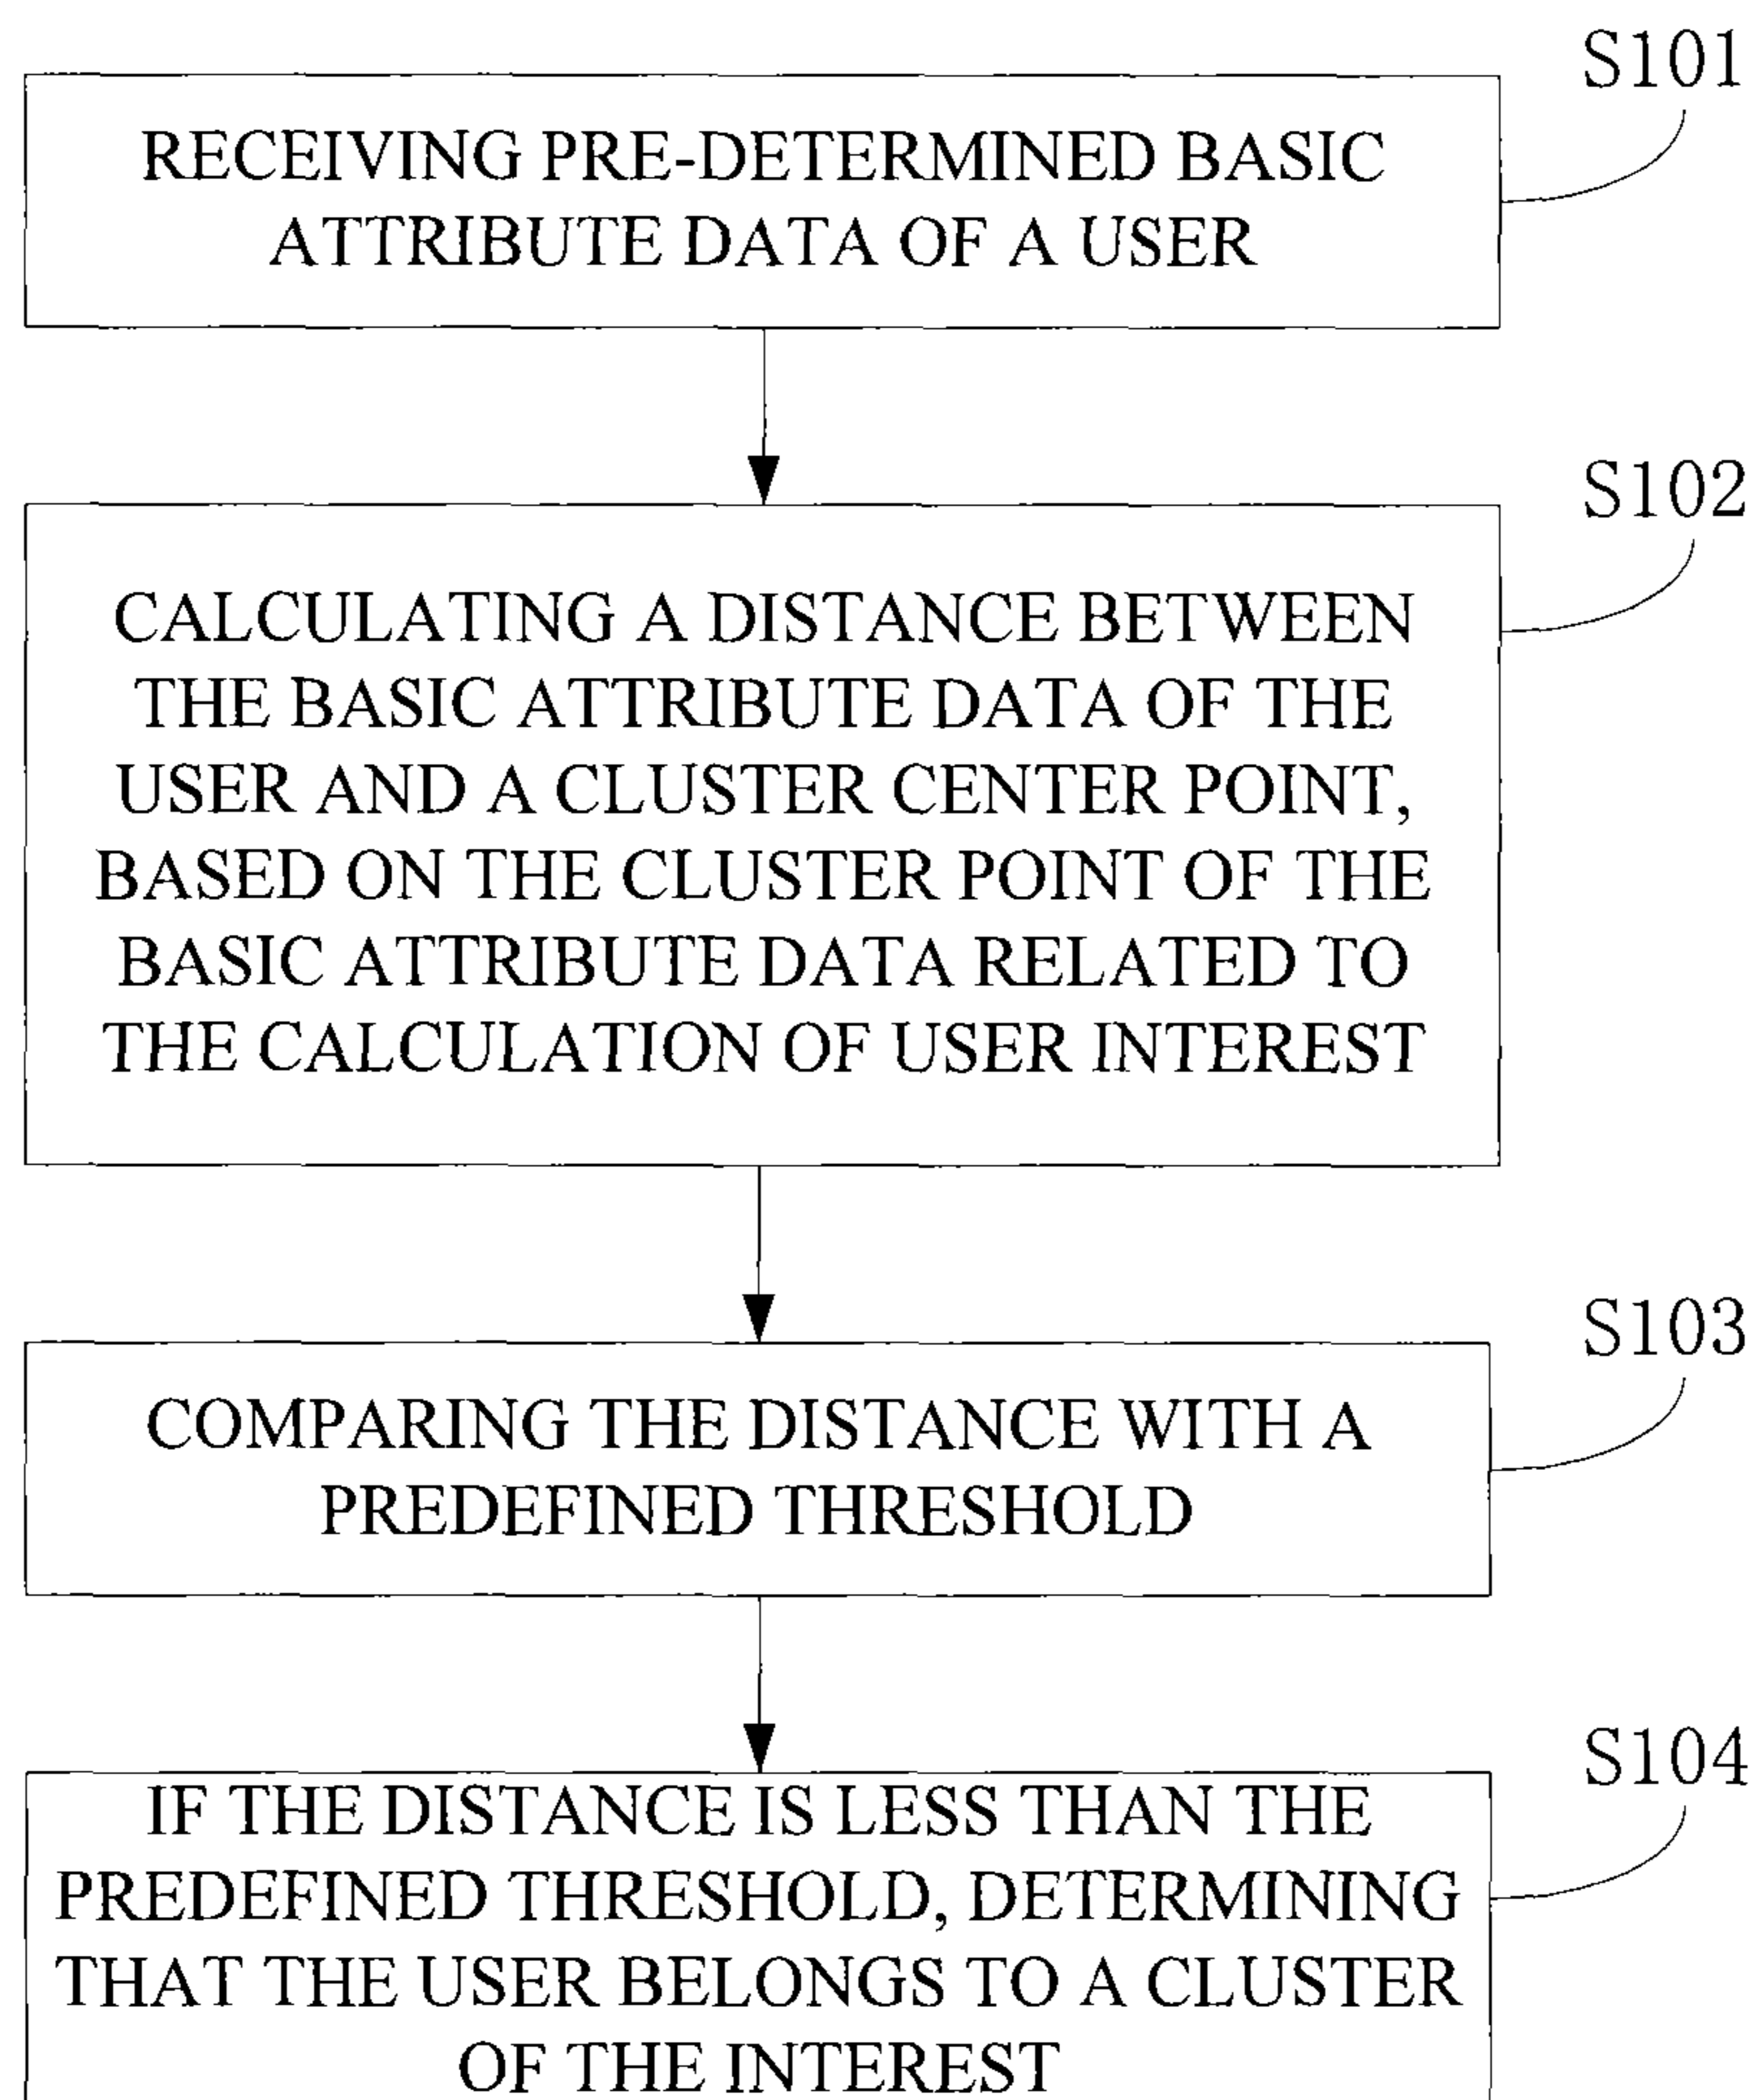 S101
RECEIVING PRE-DETERMINED BASIC
ATTRIBUTE DATA OF A USER
S102
CALCULATING A DISTANCE BETWEEN
THE BASIC ATTRIBUTE DATA OF THE
USER AND A CLUSTER CENTER POINT,
BASED ON THE CLUSTER POINT OF THE
BASIC ATTRIBUTE DATA RELATED TO
THE CALCULATION OF USER INTEREST
S103
COMPARING THE DISTANCE WITH A
PREDEFINED THRESHOLD
S104
IF THE DISTANCE IS LESS THAN THE
PREDEFINED THRESHOLD, DETERMINING
THAT THE USER BELONGS TO A CLUSTER
OF THE INTEREST